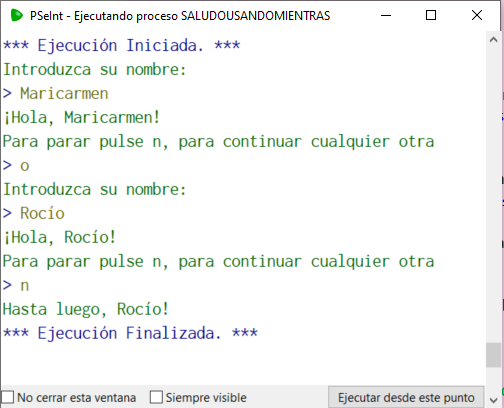 PSeInt - Ejecutando proceso SALUDOUSANDOMIENTRAS
*** Ejecución Iniciada. ***
Introduzca su nombre:
> Maricarmen
¡Hola, Maricarmen!
Para parar pulse n, para continuar cualquier otra
> o
Introduzca su nombre:
> Rocío
¡Hola, Rocío!
Para parar pulse n, para continuar cualquier otra
> n
Hasta luego, Rocío!
*** Ejecución Finalizada. ***
No cerrar esta ventana Siempre visible Ejecutar desde este punto